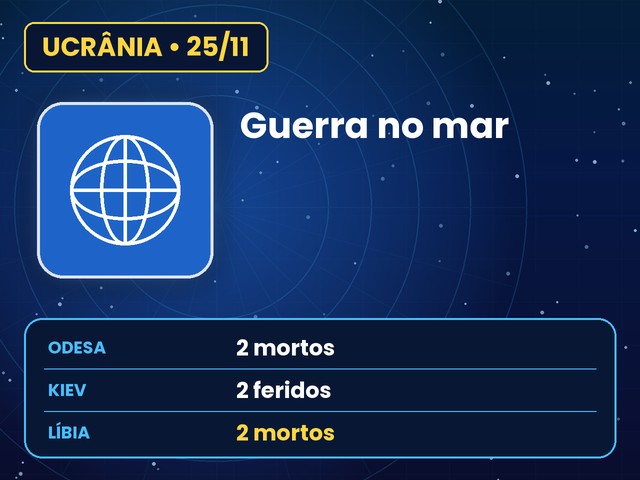 UCRÂNIA • 25/11
Guerra no mar
ODESA 2 mortos
KIEV 2 feridos
LÍBIA 2 mortos